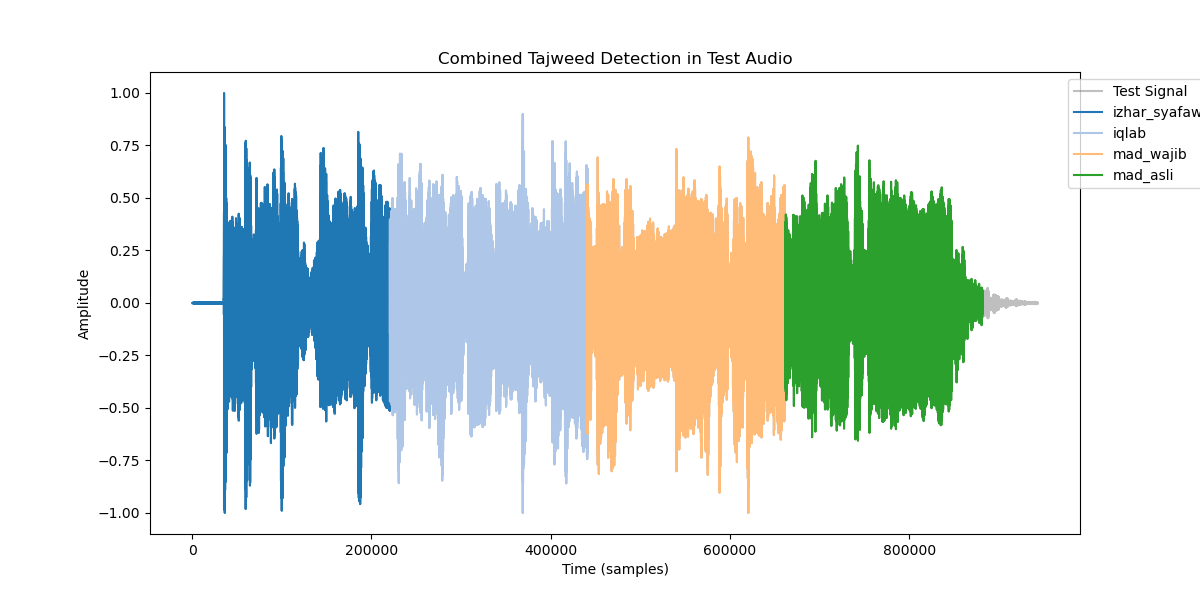 Combined Tajweed Detection in Test Audio
Test Signal
izhar_syafaw
iqlab
mad_wajib
mad_asli
Amplitude
1.00
0.75
0.50
0.25
0.00
−0.25
−0.50
−0.75
−1.00
0
200000
400000
600000
800000
Time (samples)